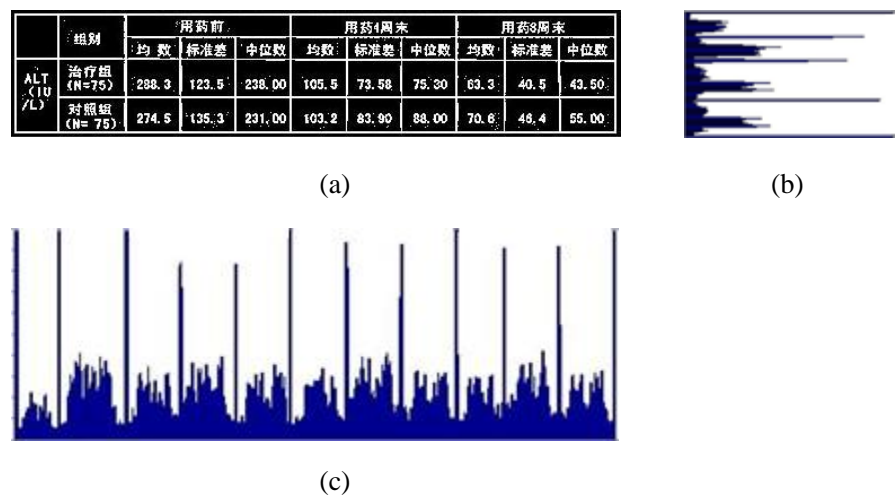 组别 用药前 用药4周末 用药8周末
均数 标准差 中位数 均数 标准差 中位数 均数 标准差 中位数
ALT (IU/L) 治疗组 (N=75) 288.3 123.5 238.00 105.5 73.58 75.30 63.3 40.5 43.50
对照组 (N= 75) 274.5 135.3 231.00 103.2 83.90 88.00 70.6 46.4 55.00
(a)
(b)
(c)